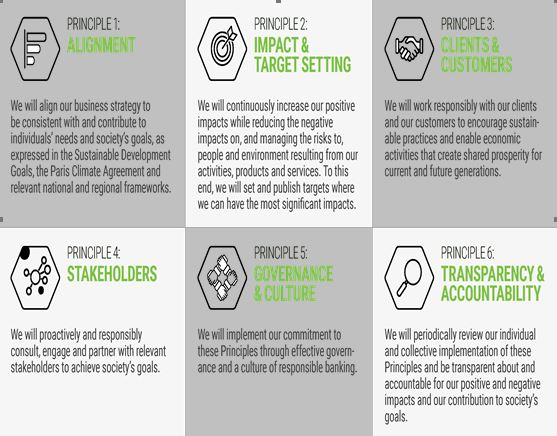 PRINCIPLE 1:
ALIGNMENT
We will align our business strategy to
be consistent with and contribute to
individuals' needs and society's goals, as
expressed in the Sustainable Development
Goals, the Paris Climate Agreement and
relevant national and regional frameworks.
PRINCIPLE 2:
IMPACT &
TARGET SETTING
We will continuously increase our positive
impacts while reducing the negative
impacts on, and managing the risks to,
people and environment resulting from our
activities, products and services. To this
end, we will set and publish targets where
we can have the most significant impacts.
PRINCIPLE 3:
CLIENTS &
CUSTOMERS
We will work responsibly with our clients
and our customers to encourage sustain-
able practices and enable economic
activities that create shared prosperity for
current and future generations.
PRINCIPLE 4:
STAKEHOLDERS
We will proactively and responsibly
consult, engage and partner with relevant
stakeholders to achieve society's goals.
PRINCIPLE 5:
GOVERNANCE
& CULTURE
We will implement our commitment to
these Principles through effective govern-
ance and a culture of responsible banking.
PRINCIPLE 6:
TRANSPARENCY &
ACCOUNTABILITY
We will periodically review our individual
and collective implementation of these
Principles and be transparent about and
accountable for our positive and negative
impacts and our contribution to society's
goals.